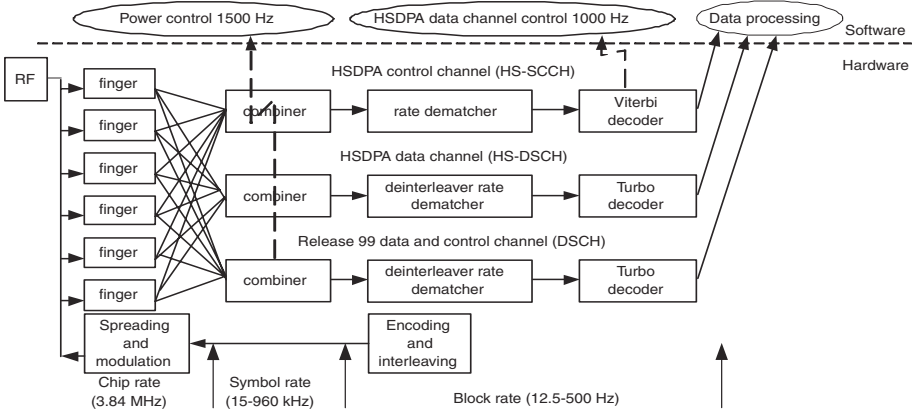 Power control 1500 Hz
HSDPA data channel control 1000 Hz
Data processing
Software
Hardware
RF
finger
finger
finger
finger
finger
finger
HSDPA control channel (HS-SCCH)
combiner
rate dematcher
Viterbi
decoder
HSDPA data channel (HS-DSCH)
combiner
deinterleaver rate
dematcher
Turbo
decoder
Release 99 data and control channel (DSCH)
combiner
deinterleaver rate
dematcher
Turbo
decoder
Spreading
and
modulation
Encoding
and
interleaving
Chip rate
(3.84 MHz)
Symbol rate
(15-960 kHz)
Block rate (12.5-500 Hz)